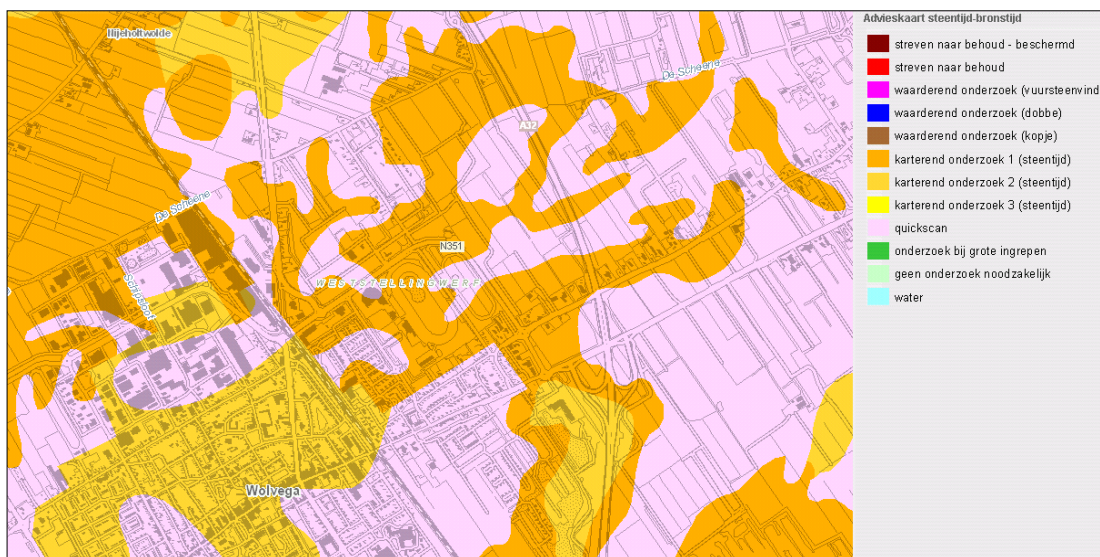 Nijeholtwolde
De Scheene
A32
De Scheene
N351
WESTSTELLINGWERF
Schipsloot
Wolvega
Advieskaart steentijd-bronstijd
streven naar behoud - beschermd
streven naar behoud
waarderend onderzoek (vuursteenvind
waarderend onderzoek (dobbe)
waarderend onderzoek (kopje)
karterend onderzoek 1 (steentijd)
karterend onderzoek 2 (steentijd)
karterend onderzoek 3 (steentijd)
quickscan
onderzoek bij grote ingrepen
geen onderzoek noodzakelijk
water